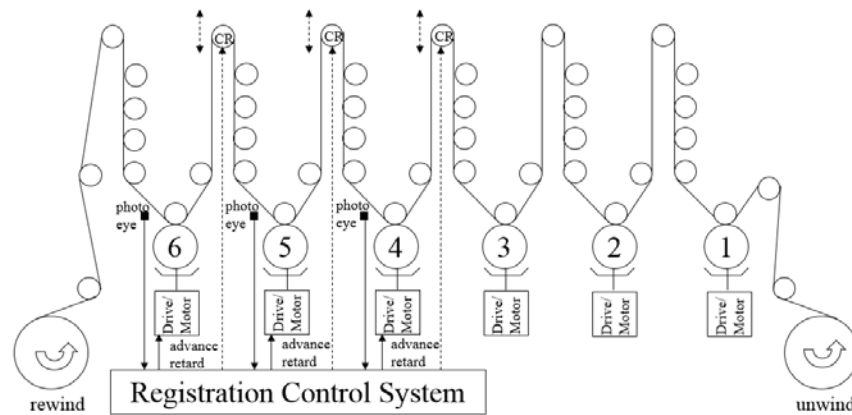 CR
CR
CR
photo
eye
photo
eye
photo
eye
6
5
4
3
2
1
Drive/
Motor
Drive/
Motor
Drive/
Motor
Drive/
Motor
Drive/
Motor
Drive/
Motor
advance
retard
advance
retard
advance
retard
Registration Control System
rewind
unwind